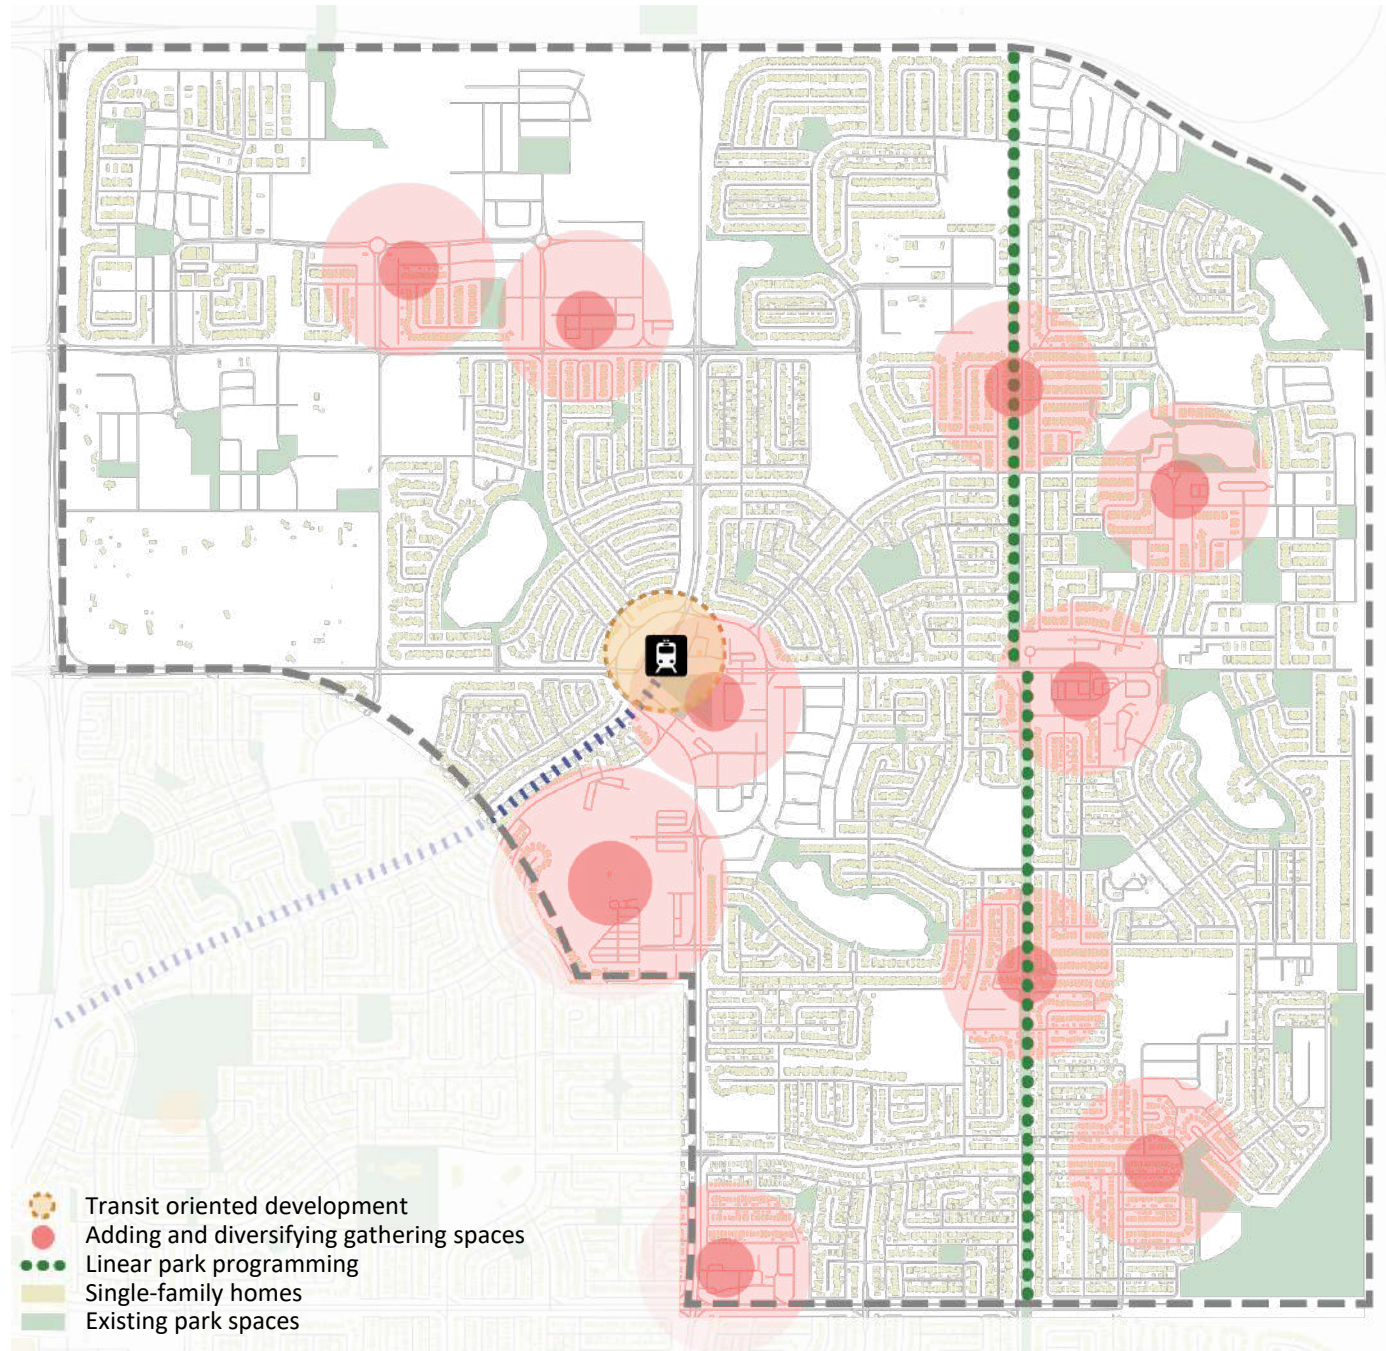 Transit oriented development
Adding and diversifying gathering spaces
Linear park programming
Single-family homes
Existing park spaces